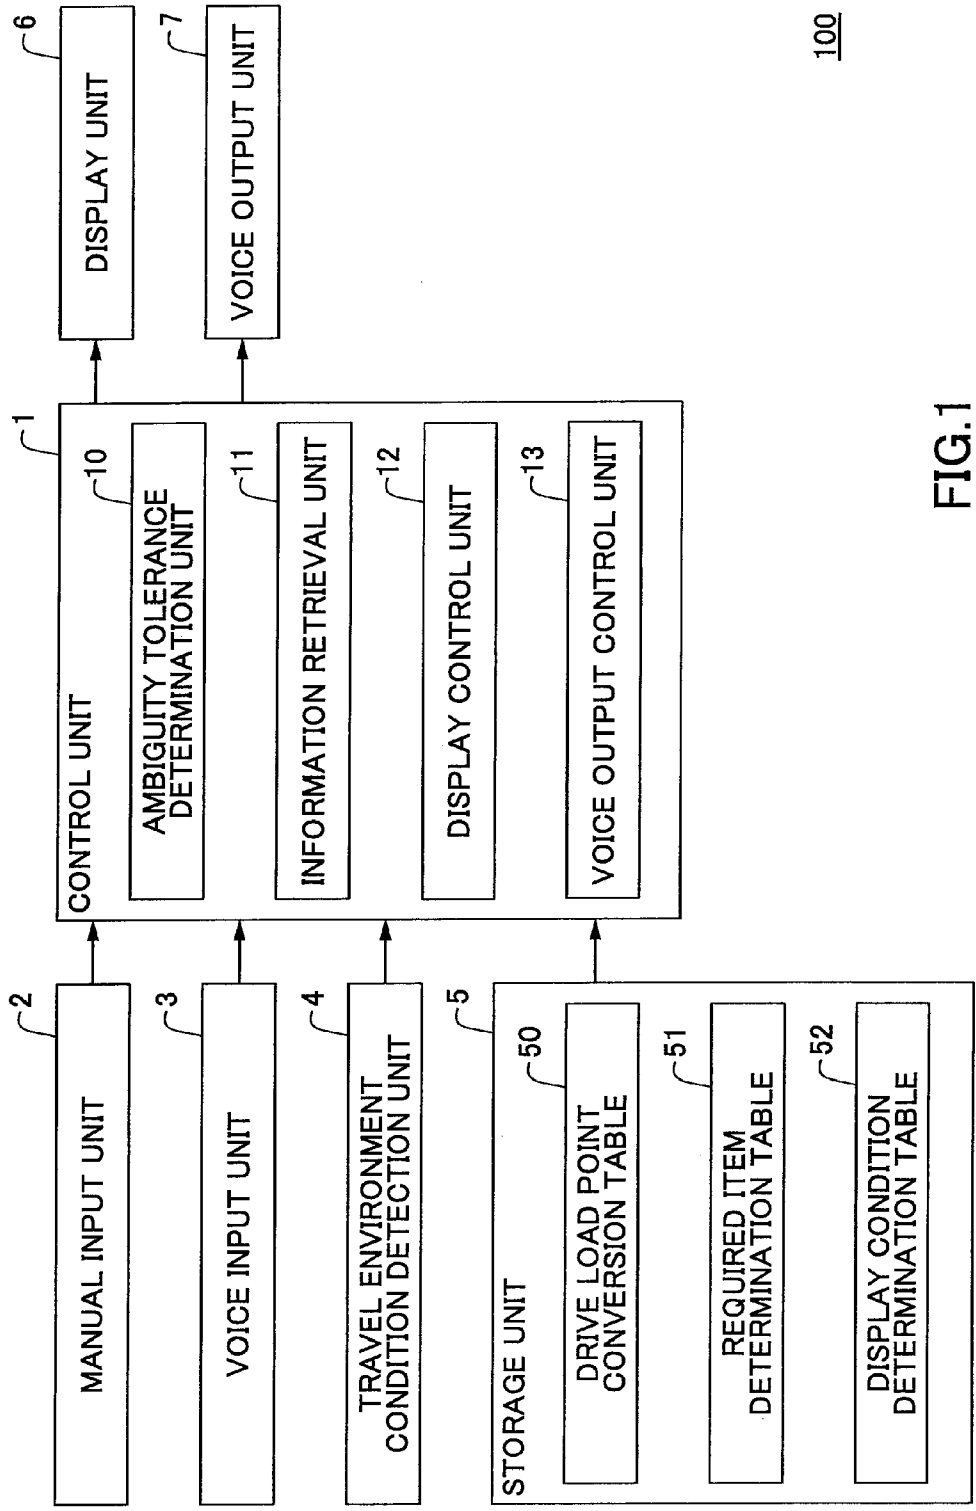 100
2
MANUAL INPUT UNIT
3
VOICE INPUT UNIT
4
TRAVEL ENVIRONMENT
CONDITION DETECTION UNIT
5
STORAGE UNIT
50
DRIVE LOAD POINT
CONVERSION TABLE
51
REQUIRED ITEM
DETERMINATION TABLE
52
DISPLAY CONDITION
DETERMINATION TABLE
1
CONTROL UNIT
10
AMBIGUITY TOLERANCE
DETERMINATION UNIT
11
INFORMATION RETRIEVAL UNIT
12
DISPLAY CONTROL UNIT
13
VOICE OUTPUT CONTROL UNIT
6
DISPLAY UNIT
7
VOICE OUTPUT UNIT
FIG.1